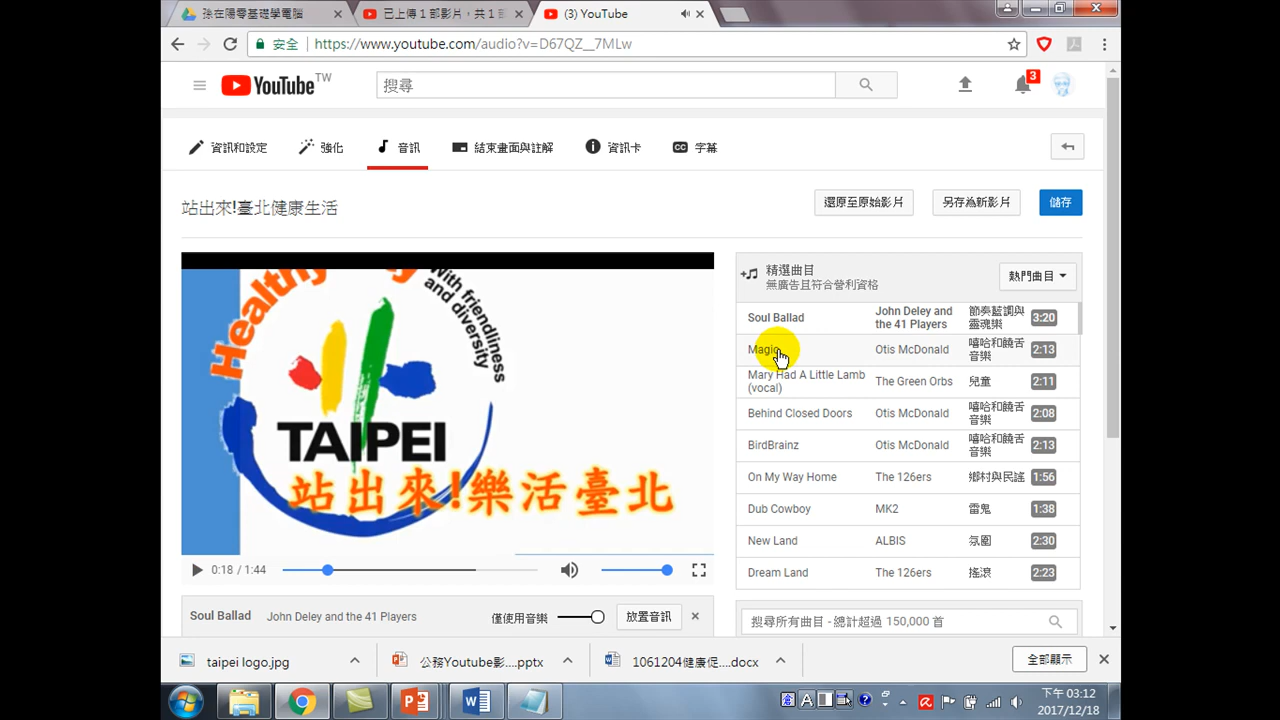 孫在陽零基礎學電腦
已上傳 1 部影片，共 1 部
(3) YouTube
安全 https://www.youtube.com/audio?v=D67QZ__7MLw
YouTube TW
搜尋
3
資訊和設定
強化
音訊
結束畫面與註解
資訊卡
CC 字幕
站出來!臺北健康生活
還原至原始影片
另存為新影片
儲存
Healthy City
With friendliness and diversity
TAIPEI
站出來!樂活臺北
0:18 / 1:44
Soul Ballad John Deley and the 41 Players
僅使用音樂
放置音訊
精選曲目
無廣告且符合營利資格
熱門曲目
Soul Ballad John Deley and the 41 Players 節奏藍調與靈魂樂 3:20
Magic Otis McDonald 嘻哈和饒舌音樂 2:13
Mary Had A Little Lamb (vocal) The Green Orbs 兒童 2:11
Behind Closed Doors Otis McDonald 嘻哈和饒舌音樂 2:08
BirdBrainz Otis McDonald 嘻哈和饒舌音樂 2:13
On My Way Home The 126ers 鄉村與民謠 1:56
Dub Cowboy MK2 雷鬼 1:38
New Land ALBIS 氛圍 2:30
Dream Land The 126ers 搖滾 2:23
搜尋所有曲目 - 總計超過 150,000 首
taipei logo.jpg
公務Youtube影....pptx
1061204健康促....docx
全部顯示
下午 03:12
2017/12/18